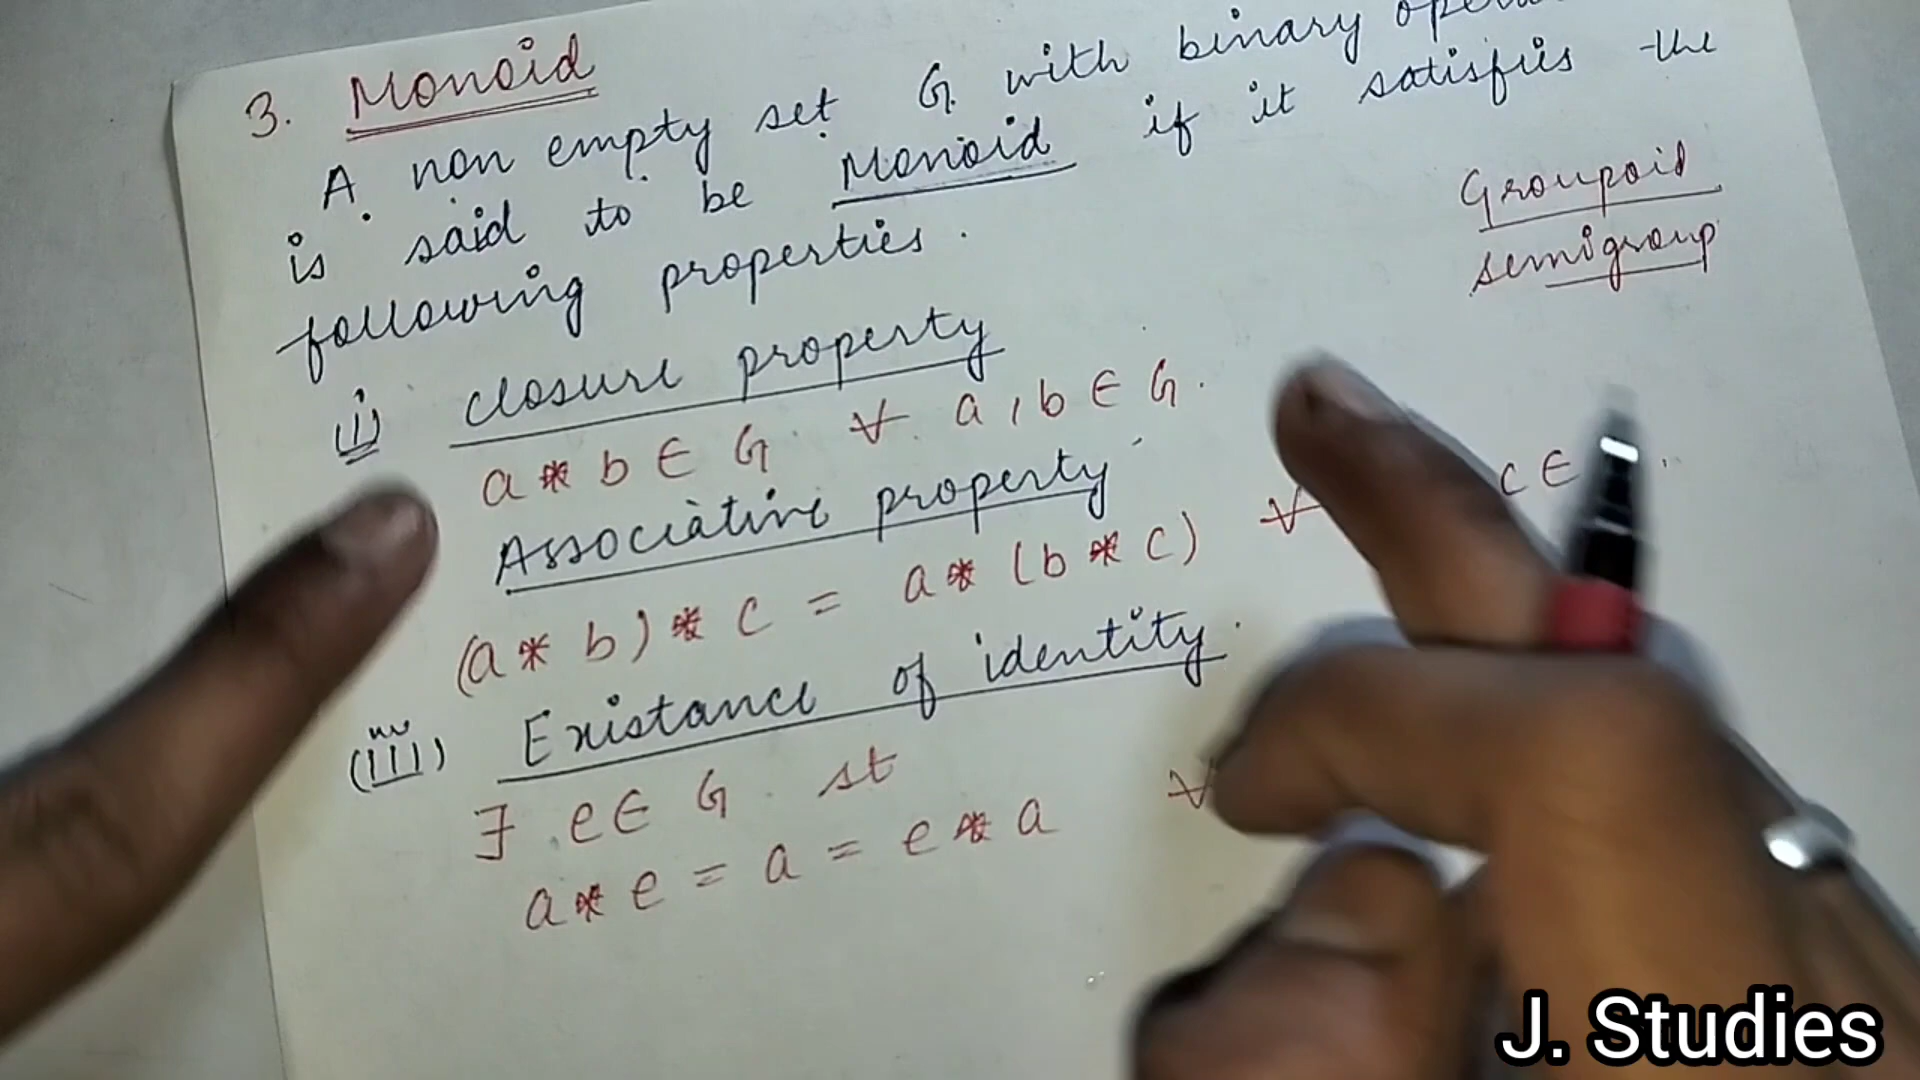 3. Monoid
A non empty set G with binary
is said to be Monoid if it satisfies the
following properties.
Groupoid
semigroup
(i) closure property
a * b ∈ G ∀ a, b ∈ G.
Associative property
(a * b) * c = a * (b * c) ∀ c ∈
(iii) Existance of identity.
∃ e ∈ G st
a * e = a = e * a ∀
J. Studies